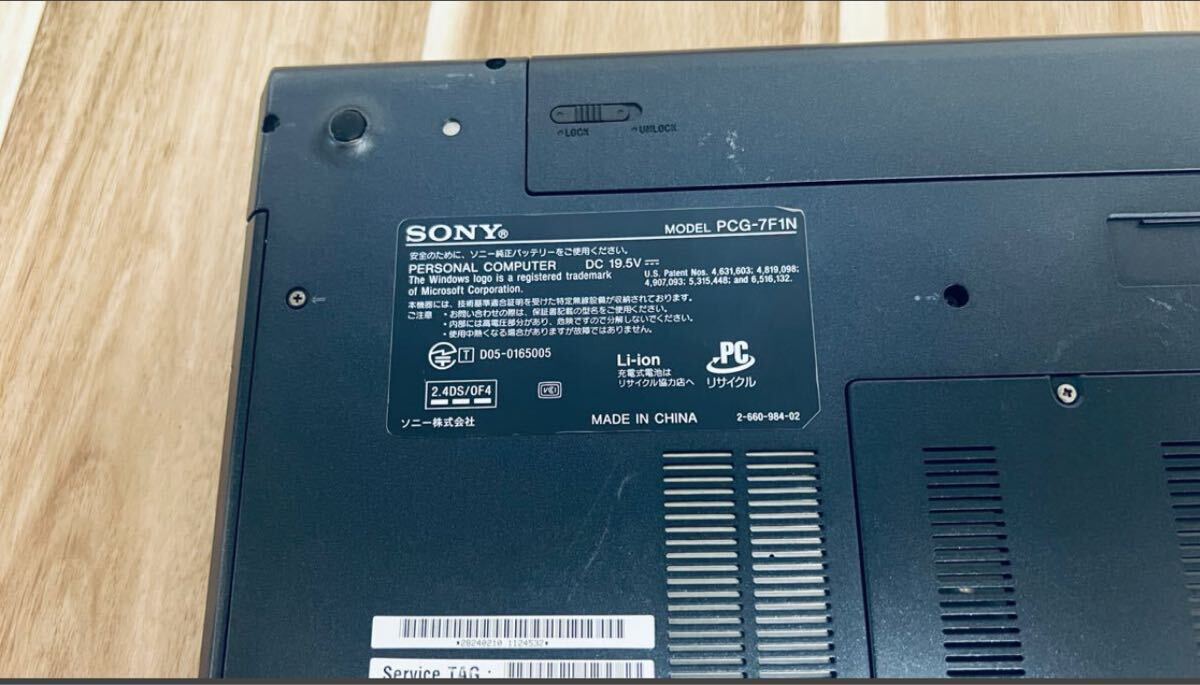 LOCK
UNLOCK
SONY®
MODEL PCG-7F1N
安全のために、ソニー純正バッテリーをご使用ください。
PERSONAL COMPUTER DC 19.5V
The Windows logo is a registered trademark
of Microsoft Corporation.
U.S. Patent Nos. 4,631,603; 4,819,098;
4,907,093; 5,315,448; and 6,516,132.
本機器には、技術基準適合証明を受けた特定無線設備が収納されております。
ご注意 ・お問い合わせの際は、保証書記載の型名をご使用ください。
・内部には高電圧部分があり、危険ですので分解しないでください。
・使用中熱くなる場合がありますが故障ではありません。
T D05-0165005
2.4DS/OF4
VCI
Li-ion
充電式電池は
リサイクル協力店へ
PC
リサイクル
ソニー株式会社
MADE IN CHINA
2-660-984-02
*28240210 1124532*
Service TAG :